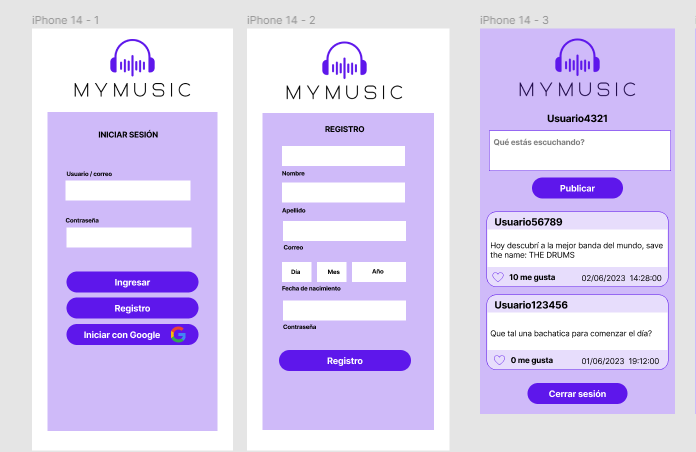 iPhone 14 - 1
MYMUSIC
INICIAR SESIÓN
Usuario / correo
Contraseña
Ingresar
Registro
Iniciar con Google
iPhone 14 - 2
MYMUSIC
REGISTRO
Nombre
Apellido
Correo
Día Mes Año
Fecha de nacimiento
Contraseña
Registro
iPhone 14 - 3
MYMUSIC
Usuario4321
Qué estás escuchando?
Publicar
Usuario56789
Hoy descubrí a la mejor banda del mundo, save
the name: THE DRUMS
10 me gusta 02/06/2023 14:28:00
Usuario123456
Que tal una bachatica para comenzar el día?
0 me gusta 01/06/2023 19:12:00
Cerrar sesión